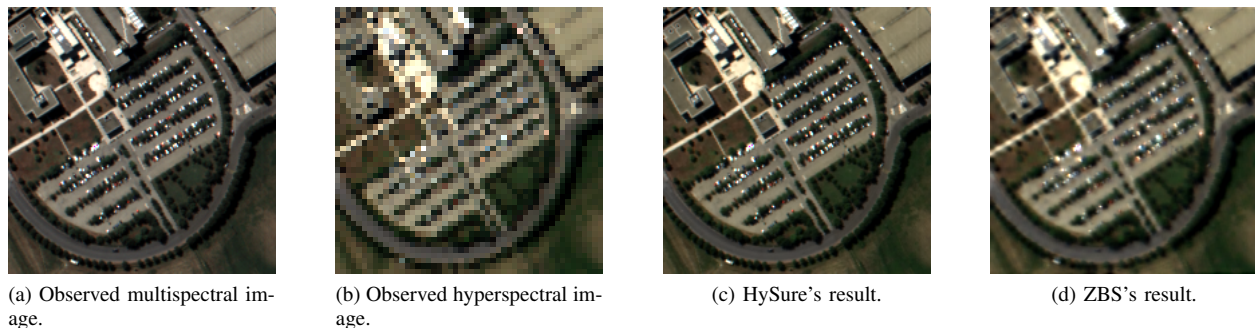 (a) Observed multispectral im-
age.
(b) Observed hyperspectral im-
age.
(c) HySure's result.
(d) ZBS's result.